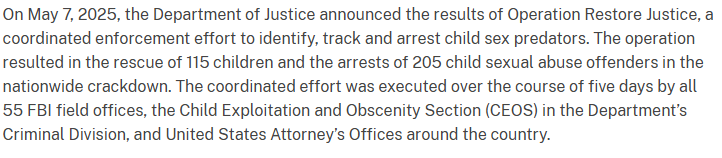 On May 7, 2025, the Department of Justice announced the results of Operation Restore Justice, a
coordinated enforcement effort to identify, track and arrest child sex predators. The operation
resulted in the rescue of 115 children and the arrests of 205 child sexual abuse offenders in the
nationwide crackdown. The coordinated effort was executed over the course of five days by all
55 FBI field offices, the Child Exploitation and Obscenity Section (CEOS) in the Department's
Criminal Division, and United States Attorney's Offices around the country.